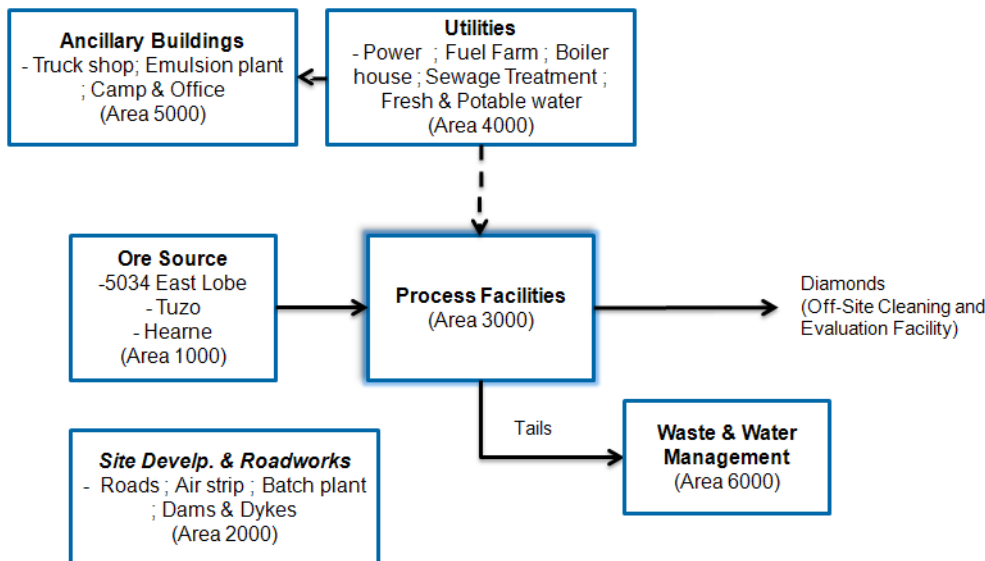 Ancillary Buildings
- Truck shop; Emulsion plant
; Camp & Office
(Area 5000)
Utilities
- Power ; Fuel Farm ; Boiler
house ; Sewage Treatment ;
Fresh & Potable water
(Area 4000)
Ore Source
-5034 East Lobe
- Tuzo
- Hearne
(Area 1000)
Process Facilities
(Area 3000)
Diamonds
(Off-Site Cleaning and
Evaluation Facility)
Site Develp. & Roadworks
- Roads ; Air strip ; Batch plant
; Dams & Dykes
(Area 2000)
Tails
Waste & Water
Management
(Area 6000)